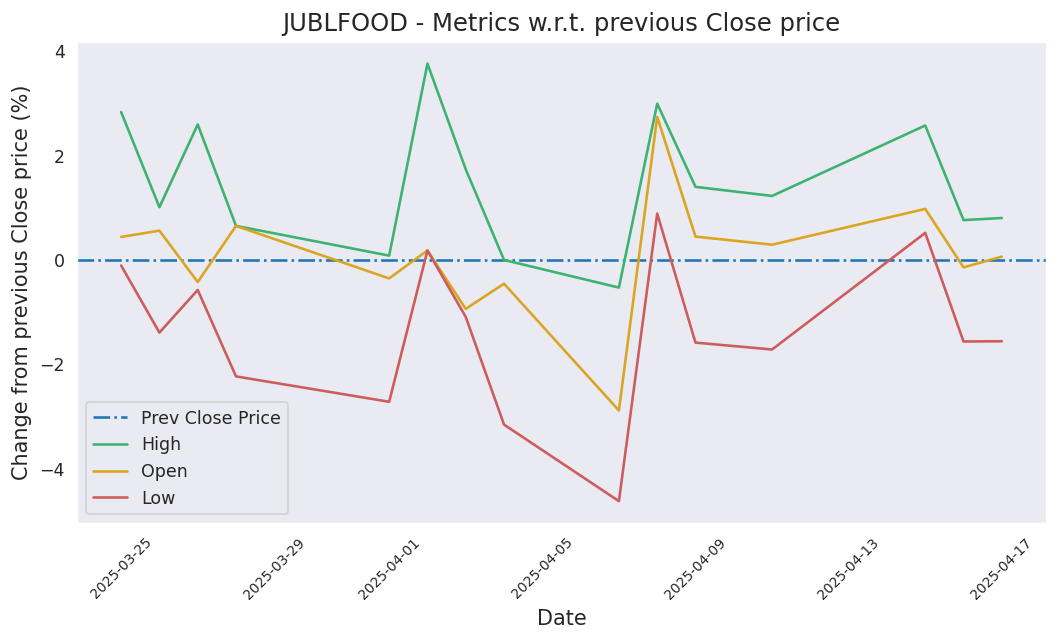 JUBLFOOD - Metrics w.r.t. previous Close price
Change from previous Close price (%)
4
2
0
−2
−4
Prev Close Price
High
Open
Low
2025-03-25
2025-03-29
2025-04-01
2025-04-05
2025-04-09
2025-04-13
2025-04-17
Date